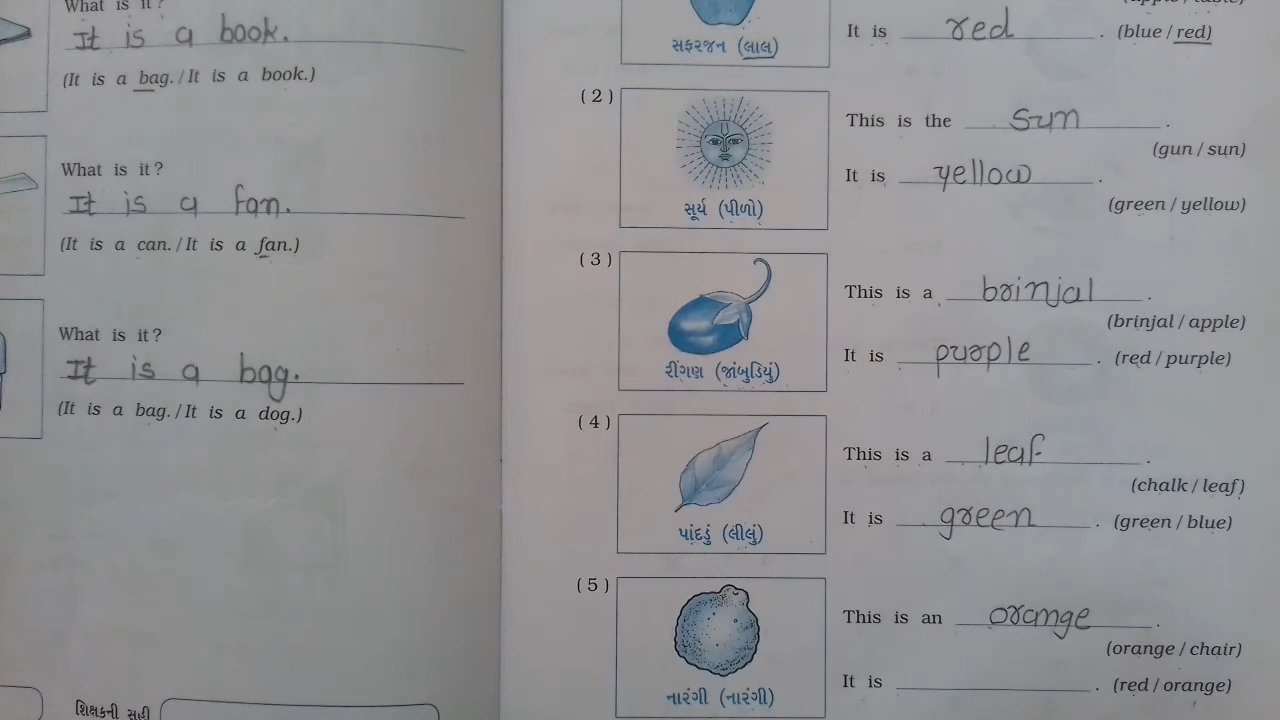 What is it?
It is a book.
(It is a bag. / It is a book.)
What is it?
It is a fan.
(It is a can. / It is a fan.)
What is it?
It is a bag.
(It is a bag. / It is a dog.)
શિક્ષકની સહી
સફરજન (લાલ)
It is red . (blue / red)
(2)
સૂર્ય (પીળો)
This is the sun .
(gun / sun)
It is yellow .
(green / yellow)
(3)
રીંગણ (જાંબુડિયું)
This is a brinjal .
(brinjal / apple)
It is purple . (red / purple)
(4)
પાંદડું (લીલું)
This is a leaf .
(chalk / leaf)
It is green . (green / blue)
(5)
નારંગી (નારંગી)
This is an orange .
(orange / chair)
It is . (red / orange)